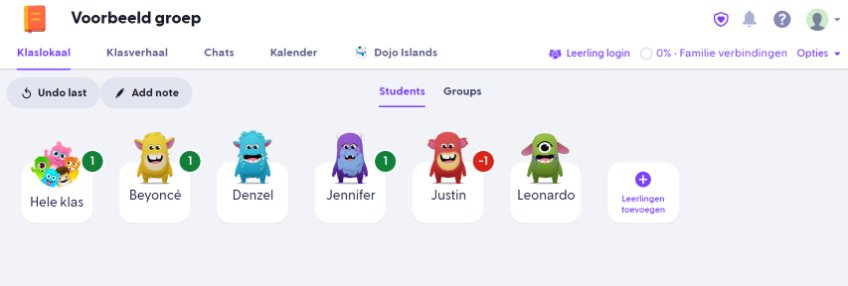 Voorbeeld groep
?
Klaslokaal Klasverhaal Chats Kalender Dojo Islands Leerling login 0% · Familie verbindingen Opties
Undo last Add note Students Groups
1 1 1 -1
Hele klas Beyoncé Denzel Jennifer Justin Leonardo Leerlingen
toevoegen